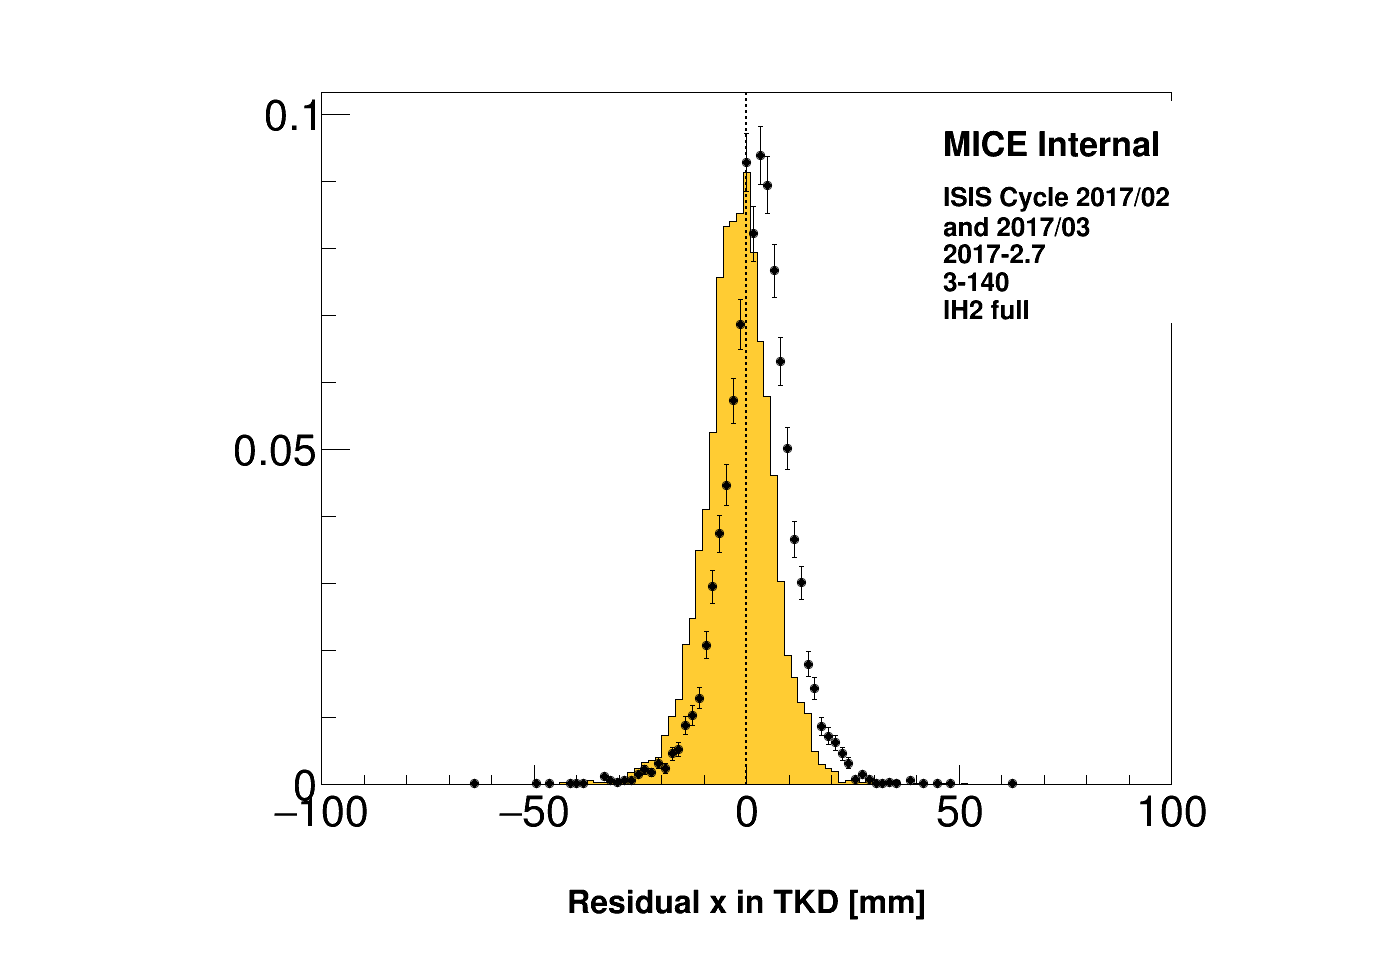 0.1
MICE Internal
ISIS Cycle 2017/02
and 2017/03
2017-2.7
3-140
IH2 full
0.05
0
−100 −50 0 50 100
Residual x in TKD [mm]